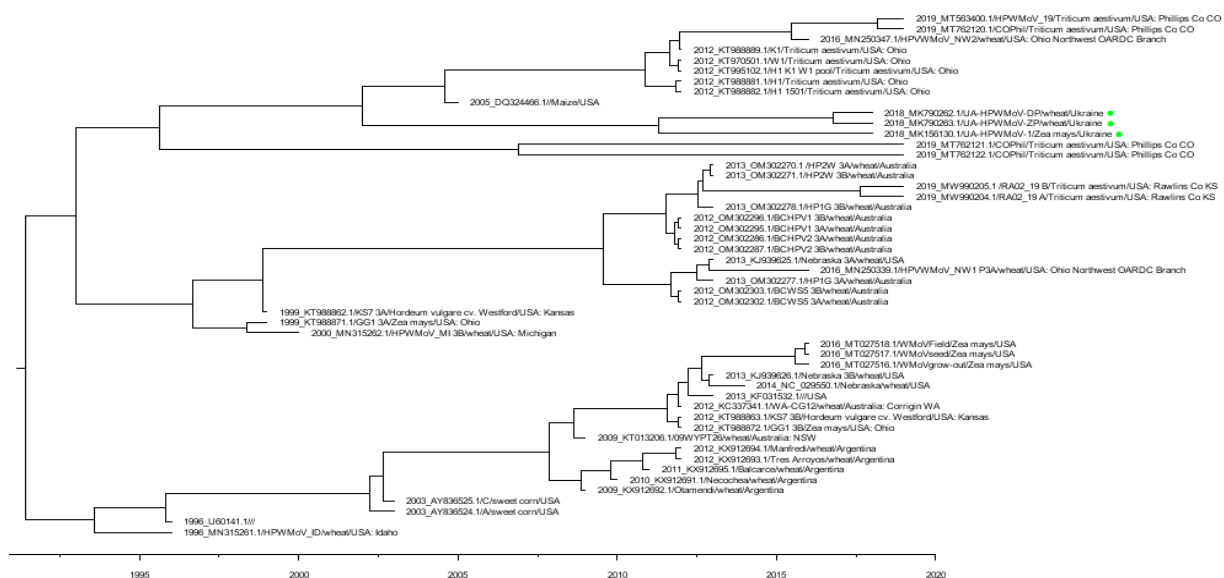 2019_MT563400.1/HPWMoV_19/Triticum aestivum/USA: Phillips Co CO
2019_MT762120.1/COPhil/Triticum aestivum/USA: Phillips Co CO
2016_MN250347.1/HPVWMoV_NW2/wheat/USA: Ohio Northwest OARDC Branch
2012_KT988889.1/K1/Triticum aestivum/USA: Ohio
2012_KT970501.1/W1/Triticum aestivum/USA: Ohio
2012_KT995102.1/H1 K1 W1 pool/Triticum aestivum/USA: Ohio
2012_KT988881.1/H1/Triticum aestivum/USA: Ohio
2012_KT988882.1/H1 1501/Triticum aestivum/USA: Ohio
2005_DQ324466.1//Maize/USA
2018_MK790262.1/UA-HPWMoV-DP/wheat/Ukraine
2018_MK790263.1/UA-HPWMoV-ZP/wheat/Ukraine
2018_MK156130.1/UA-HPWMoV-1/Zea mays/Ukraine
2019_MT762121.1/COPhil/Triticum aestivum/USA: Phillips Co CO
2019_MT762122.1/COPhil/Triticum aestivum/USA: Phillips Co CO
2013_OM302270.1 /HP2W 3A/wheat/Australia
2013_OM302271.1/HP2W 3B/wheat/Australia
2019_MW990205.1 /RA02_19 B/Triticum aestivum/USA: Rawlins Co KS
2019_MW990204.1/RA02_19 A/Triticum aestivum/USA: Rawlins Co KS
2013_OM302278.1/HP1G 3B/wheat/Australia
2012_OM302296.1/BCHPV1 3B/wheat/Australia
2012_OM302295.1/BCHPV1 3A/wheat/Australia
2012_OM302286.1/BCHPV2 3A/wheat/Australia
2012_OM302287.1/BCHPV2 3B/wheat/Australia
2013_KJ939625.1/Nebraska 3A/wheat/USA
2016_MN250339.1/HPVWMoV_NW1 P3A/wheat/USA: Ohio Northwest OARDC Branch
2013_OM302277.1/HP1G 3A/wheat/Australia
2012_OM302303.1/BCWS5 3B/wheat/Australia
2012_OM302302.1/BCWS5 3A/wheat/Australia
1999_KT988862.1/KS7 3A/Hordeum vulgare cv. Westford/USA: Kansas
1999_KT988871.1/GG1 3A/Zea mays/USA: Ohio
2000_MN315262.1/HPWMoV_MI 3B/wheat/USA: Michigan
2016_MT027518.1/WMoVField/Zea mays/USA
2016_MT027517.1/WMoVseed/Zea mays/USA
2016_MT027516.1/WMoVgrow-out/Zea mays/USA
2013_KJ939626.1/Nebraska 3B/wheat/USA
2014_NC_029550.1/Nebraska/wheat/USA
2013_KF031532.1///USA
2012_KC337341.1/WA-CG12/wheat/Australia: Corrigin WA
2012_KT988863.1/KS7 3B/Hordeum vulgare cv. Westford/USA: Kansas
2012_KT988872.1/GG1 3B/Zea mays/USA: Ohio
2009_KT013206.1/09WYPT26/wheat/Australia: NSW
2012_KX912694.1/Manfredi/wheat/Argentina
2012_KX912693.1/Tres Arroyos/wheat/Argentina
2011_KX912695.1/Balcarce/wheat/Argentina
2010_KX912691.1/Necochea/wheat/Argentina
2009_KX912692.1/Otamendi/wheat/Argentina
2003_AY836525.1/C/sweet corn/USA
2003_AY836524.1/A/sweet corn/USA
1996_U60141.1///
1996_MN315261.1/HPWMoV_ID/wheat/USA: Idaho
1995 2000 2005 2010 2015 2020